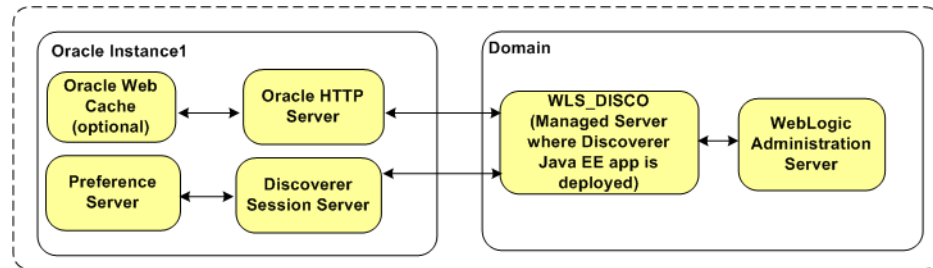 Oracle Instance1
Oracle Web
Cache
(optional)
Oracle HTTP
Server
Preference
Server
Discoverer
Session Server
Domain
WLS_DISCO
(Managed Server
where Discoverer
Java EE app is
deployed)
WebLogic
Administration
Server